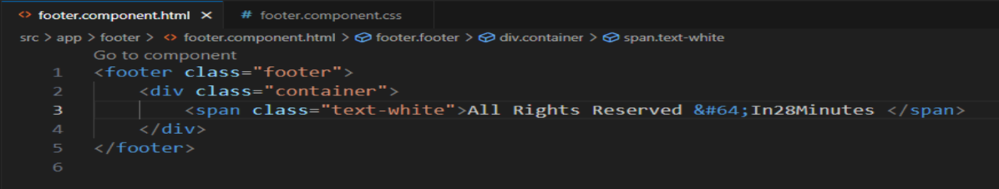 footer.component.html × # footer.component.css
src > app > footer > <> footer.component.html > footer.footer > div.container > span.text-white
Go to component
1 <footer class="footer">
2 <div class="container">
3 <span class="text-white">All Rights Reserved &#64;In28Minutes </span>
4 </div>
5 </footer>
6